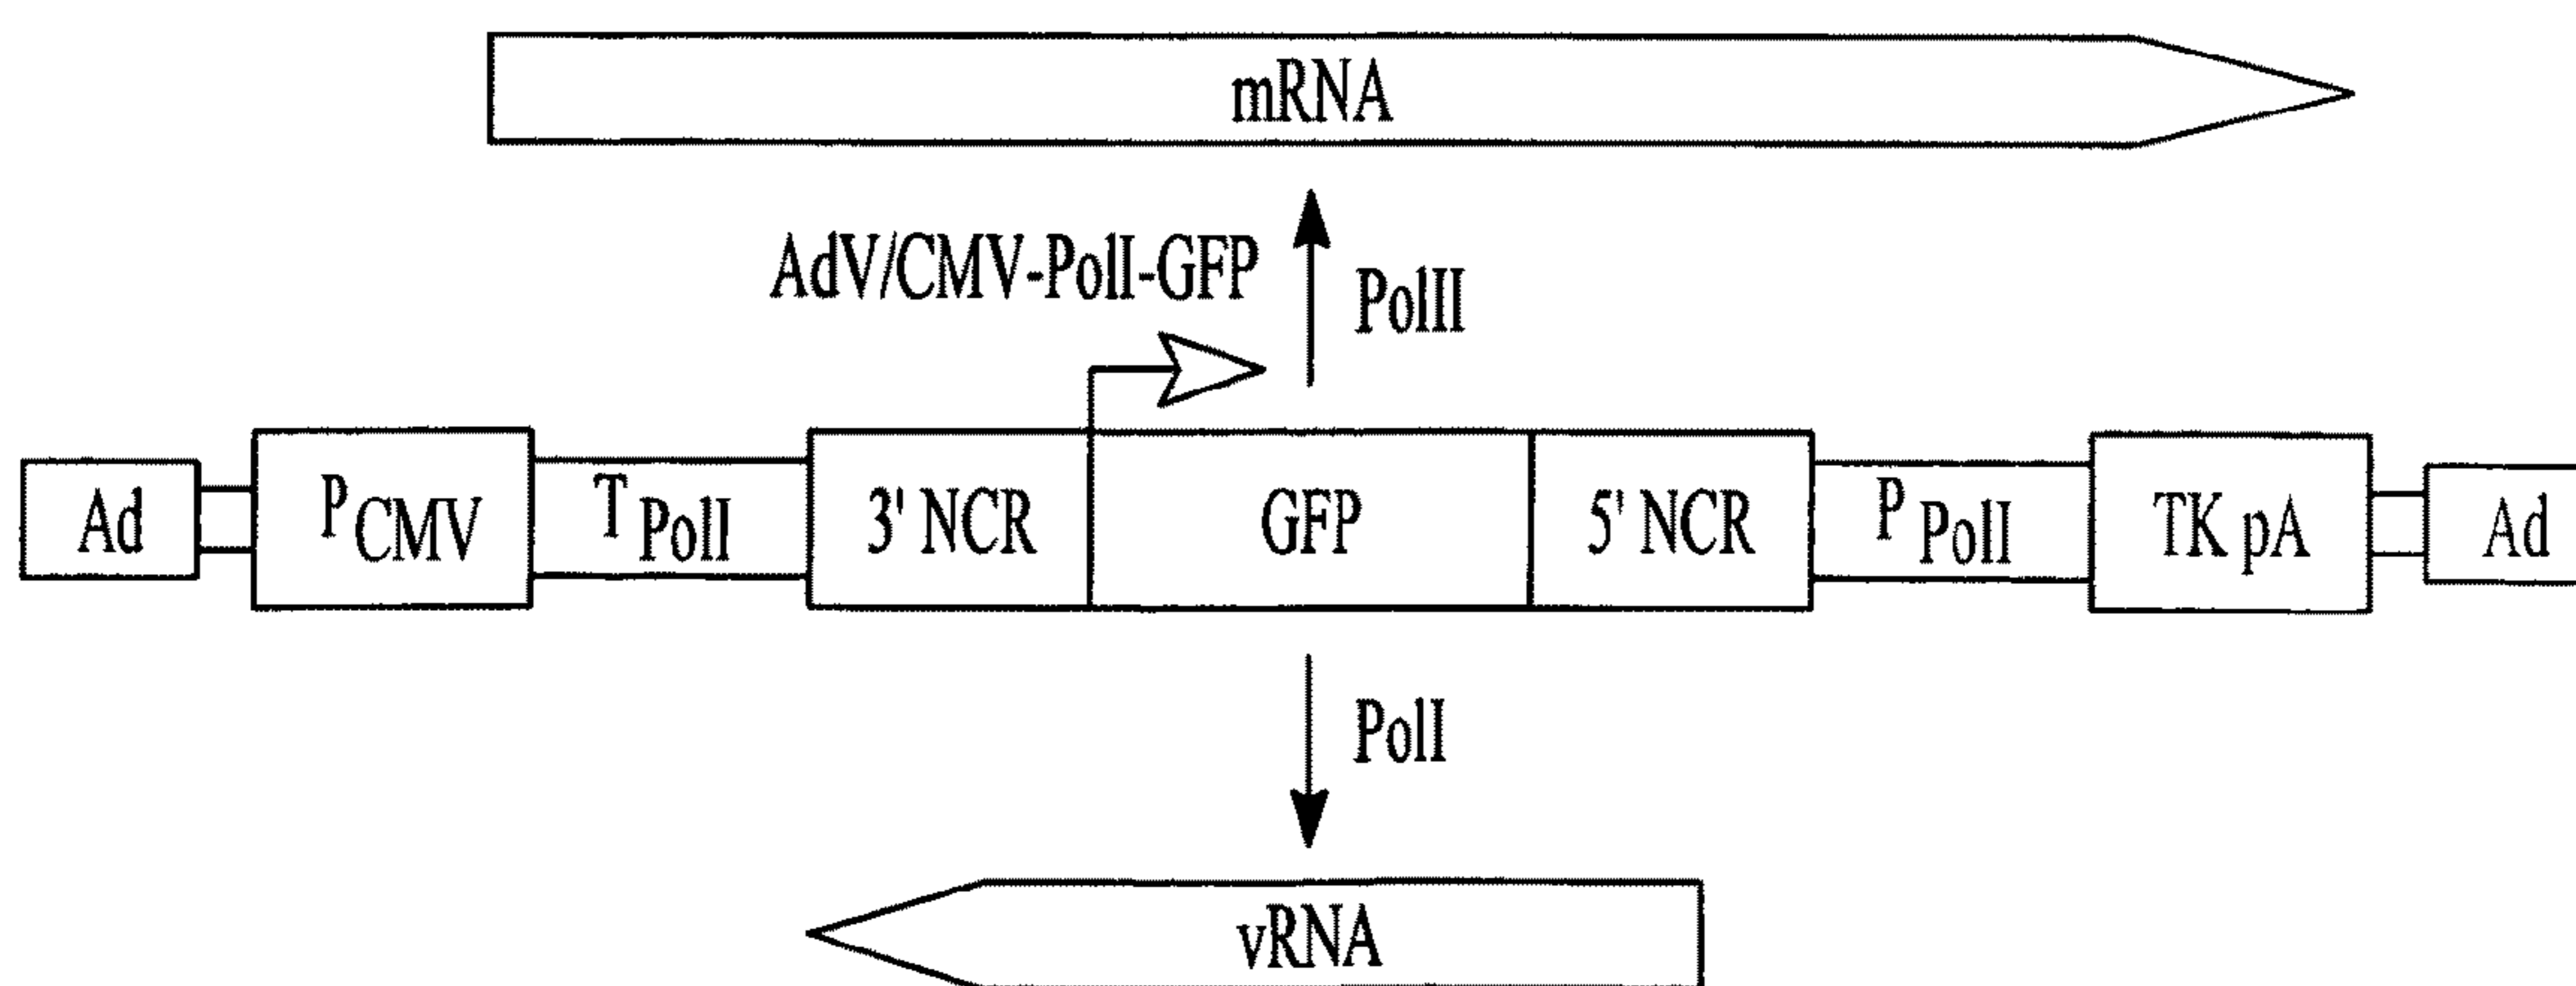 mRNA
AdV/CMV-PolI-GFP
PolII
Ad PCMV TPolI 3' NCR GFP 5' NCR PPolI TK pA Ad
PolI
vRNA